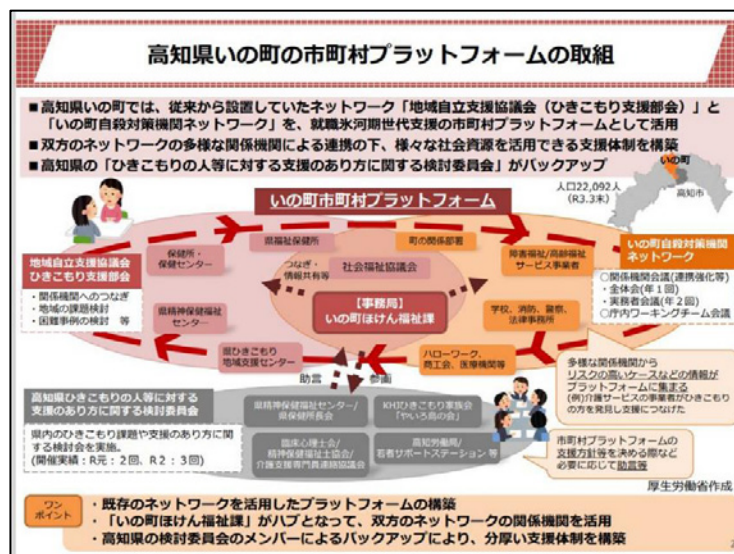 高知県いの町の市町村プラットフォームの取組
■高知県いの町では、従来から設置していたネットワーク「地域自立支援協議会（ひきこもり支援部会）」と
「いの町自殺対策機関ネットワーク」を、就職氷河期世代支援の市町村プラットフォームとして活用
■双方のネットワークの多様な関係機関による連携の下、様々な社会資源を活用できる支援体制を構築
■高知県の「ひきこもりの人等に対する支援のあり方に関する検討委員会」がバックアップ
いの町
人口22,092人
（R3.3末）
高知市
いの町市町村プラットフォーム
県福祉保健所
町の関係部署
保健所・
保健センター
つなぎ・
情報共有等
社会福祉協議会
障害福祉/高齢福祉
サービス事業者
地域自立支援協議会
ひきこもり支援部会
・関係機関へのつなぎ
・地域の課題検討
・困難事例の検討　等
いの町自殺対策機関
ネットワーク
○関係機関会議(連携強化等)
・全体会(年１回)
・実務者会議(年２回)
○庁内ワーキングチーム会議
【事務局】
いの町ほけん福祉課
県精神保健福祉
センター
学校、消防、警察、
法律事務所
県ひきこもり
地域支援センター
ハローワーク、
商工会、医療機関等
助言
参画
多様な関係機関から
リスクの高いケースなどの情報が
プラットフォームに集まる
(例)介護サービスの事業者がひきこもり
の方を発見し支援につなげた
高知県ひきこもりの人等に対する
支援のあり方に関する検討委員会
県内のひきこもり課題や支援のあり方に関
する検討会を実施。
(開催実績：R元：２回、R２：３回)
県精神保健福祉センター/
県保健所長会
KHJひきこもり家族会
「やいろ鳥の会」
臨床心理士会/
精神保健福祉士協会/
介護支援専門員連絡協議会
高知労働局/
若者サポートステーション 等
市町村プラットフォームの
支援方針等を決める際など
必要に応じて助言等
厚生労働省作成
ワン
ポイント
・既存のネットワークを活用したプラットフォームの構築
・「いの町ほけん福祉課」がハブとなって、双方のネットワークの関係機関を活用
・高知県の検討委員会のメンバーによるバックアップにより、分厚い支援体制を構築